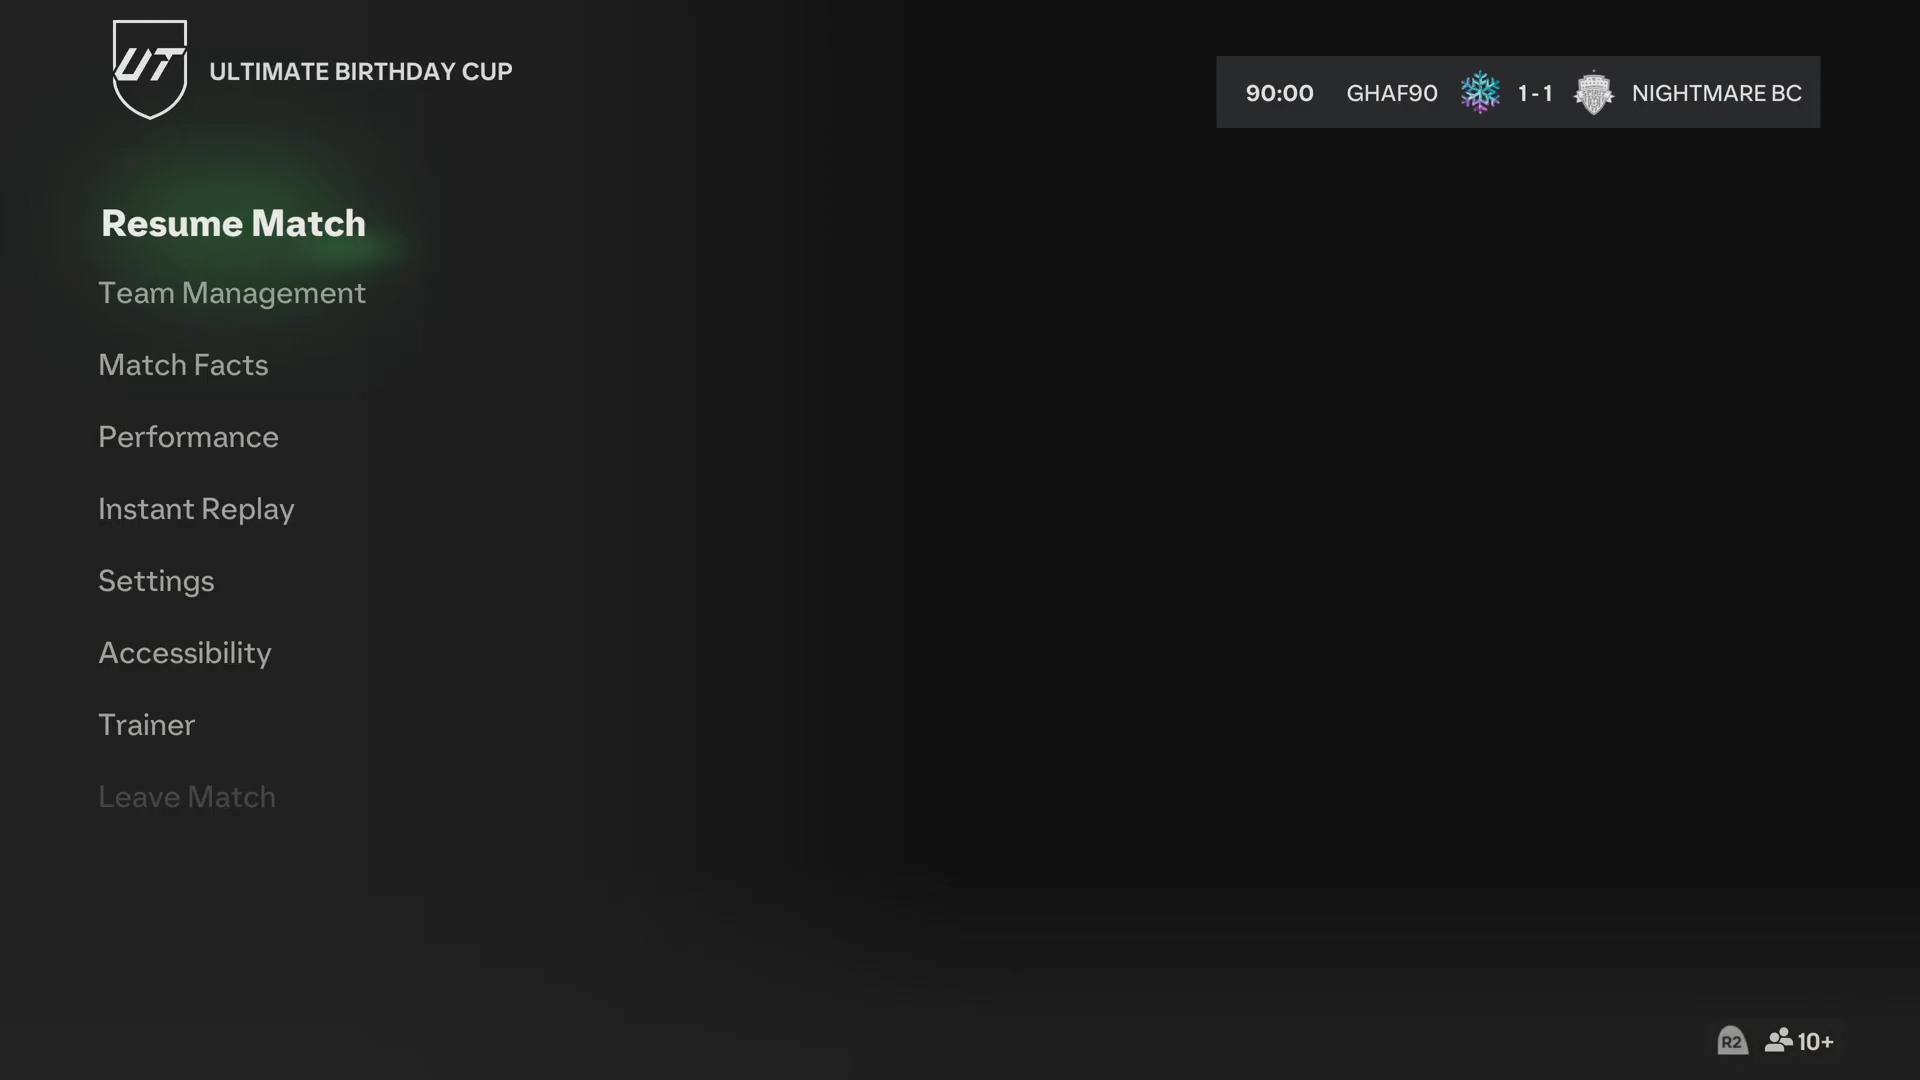 UT ULTIMATE BIRTHDAY CUP
90:00 GHAF90 1 - 1 NIGHTMARE BC
Resume Match
Team Management
Match Facts
Performance
Instant Replay
Settings
Accessibility
Trainer
Leave Match
R2 10+